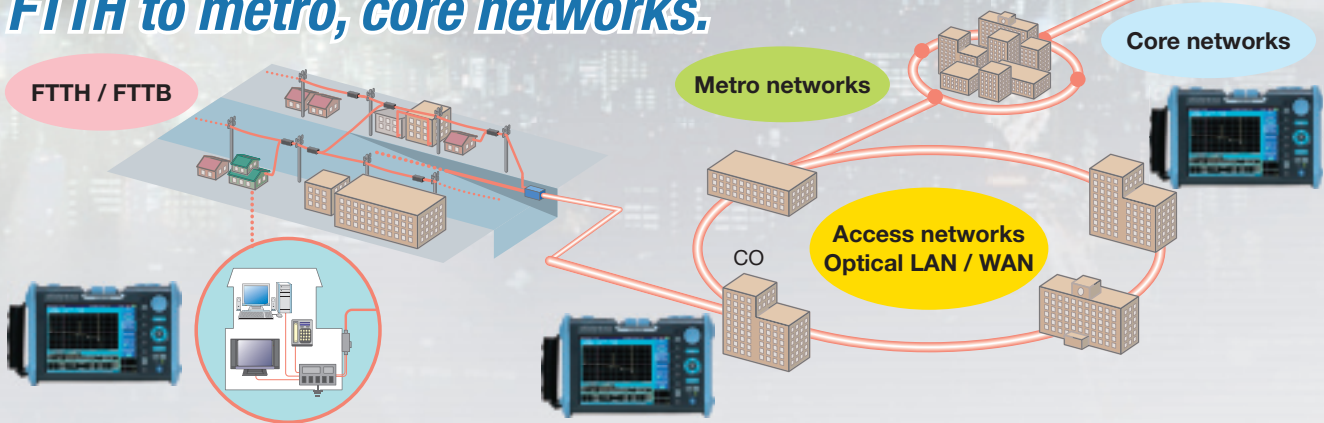 FTTH to metro, core networks.
Core networks
FTTH / FTTB
Metro networks
Access networks
Optical LAN / WAN
CO